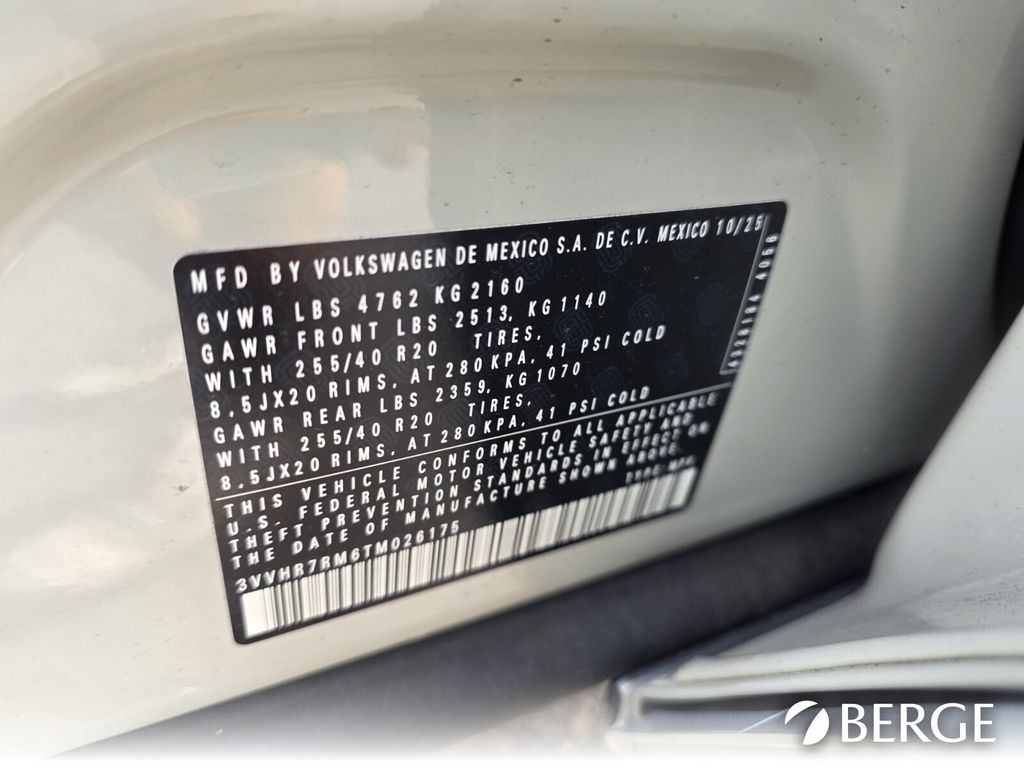 MFD BY VOLKSWAGEN DE MEXICO S.A. DE C.V. MEXICO 10/25
GVWR LBS 4762 KG 2160
GAWR FRONT LBS 2513, KG 1140
WITH 255/40 R20 TIRES,
8.5JX20 RIMS, AT 280 KPA, 41 PSI COLD
GAWR REAR LBS 2359, KG 1070
WITH 255/40 R20 TIRES,
8.5JX20 RIMS, AT 280 KPA, 41 PSI COLD
THIS VEHICLE CONFORMS TO ALL APPLICABLE
U.S. FEDERAL MOTOR VEHICLE SAFETY AND
THEFT PREVENTION STANDARDS IN EFFECT ON
THE DATE OF MANUFACTURE SHOWN ABOVE.
3VVHR7RM6TM026175
BERGE